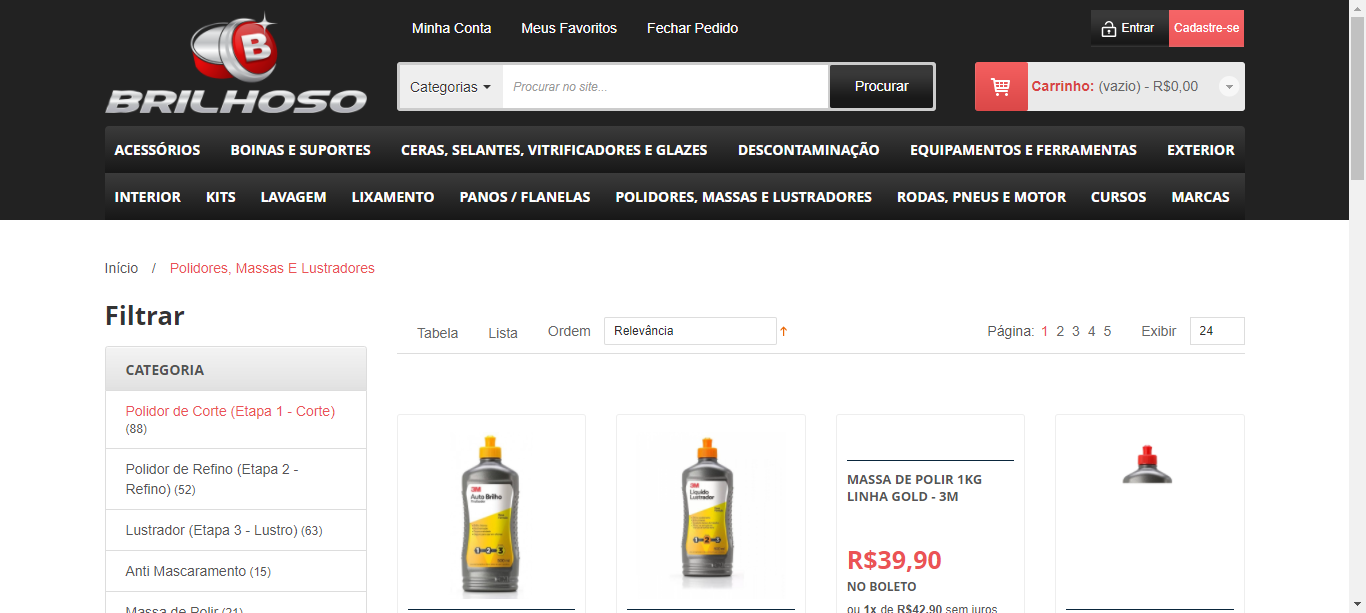 B
BRILHOSO
Minha Conta Meus Favoritos Fechar Pedido
Entrar Cadastre-se
Categorias Procurar no site... Procurar
Carrinho: (vazio) - R$0,00
ACESSÓRIOS BOINAS E SUPORTES CERAS, SELANTES, VITRIFICADORES E GLAZES DESCONTAMINAÇÃO EQUIPAMENTOS E FERRAMENTAS EXTERIOR
INTERIOR KITS LAVAGEM LIXAMENTO PANOS / FLANELAS POLIDORES, MASSAS E LUSTRADORES RODAS, PNEUS E MOTOR CURSOS MARCAS
Início / Polidores, Massas E Lustradores
Filtrar
Tabela Lista Ordem Relevância Página: 1 2 3 4 5 Exibir 24
CATEGORIA
Polidor de Corte (Etapa 1 - Corte)
(88)
Polidor de Refino (Etapa 2 -
Refino) (52)
Lustrador (Etapa 3 - Lustro) (63)
Anti Mascaramento (15)
Massa de Polir (21)
3M
Auto Brilho
1 2 3
3M
Líquido
Lustrador
1 2 3
MASSA DE POLIR 1KG
LINHA GOLD - 3M
R$39,90
NO BOLETO
ou 1x de R$42,90 sem juros